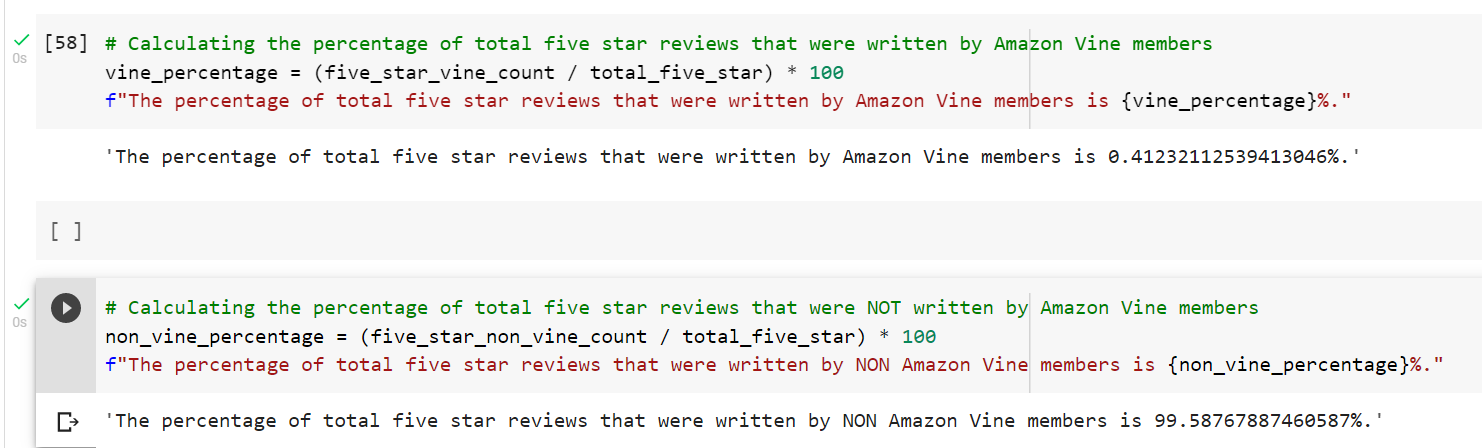 [58] # Calculating the percentage of total five star reviews that were written by Amazon Vine members
0s
vine_percentage = (five_star_vine_count / total_five_star) * 100
f"The percentage of total five star reviews that were written by Amazon Vine members is {vine_percentage}%."
'The percentage of total five star reviews that were written by Amazon Vine members is 0.41232112539413046%.'
[ ]
# Calculating the percentage of total five star reviews that were NOT written by Amazon Vine members
0s
non_vine_percentage = (five_star_non_vine_count / total_five_star) * 100
f"The percentage of total five star reviews that were written by NON Amazon Vine members is {non_vine_percentage}%."
'The percentage of total five star reviews that were written by NON Amazon Vine members is 99.58767887460587%.'